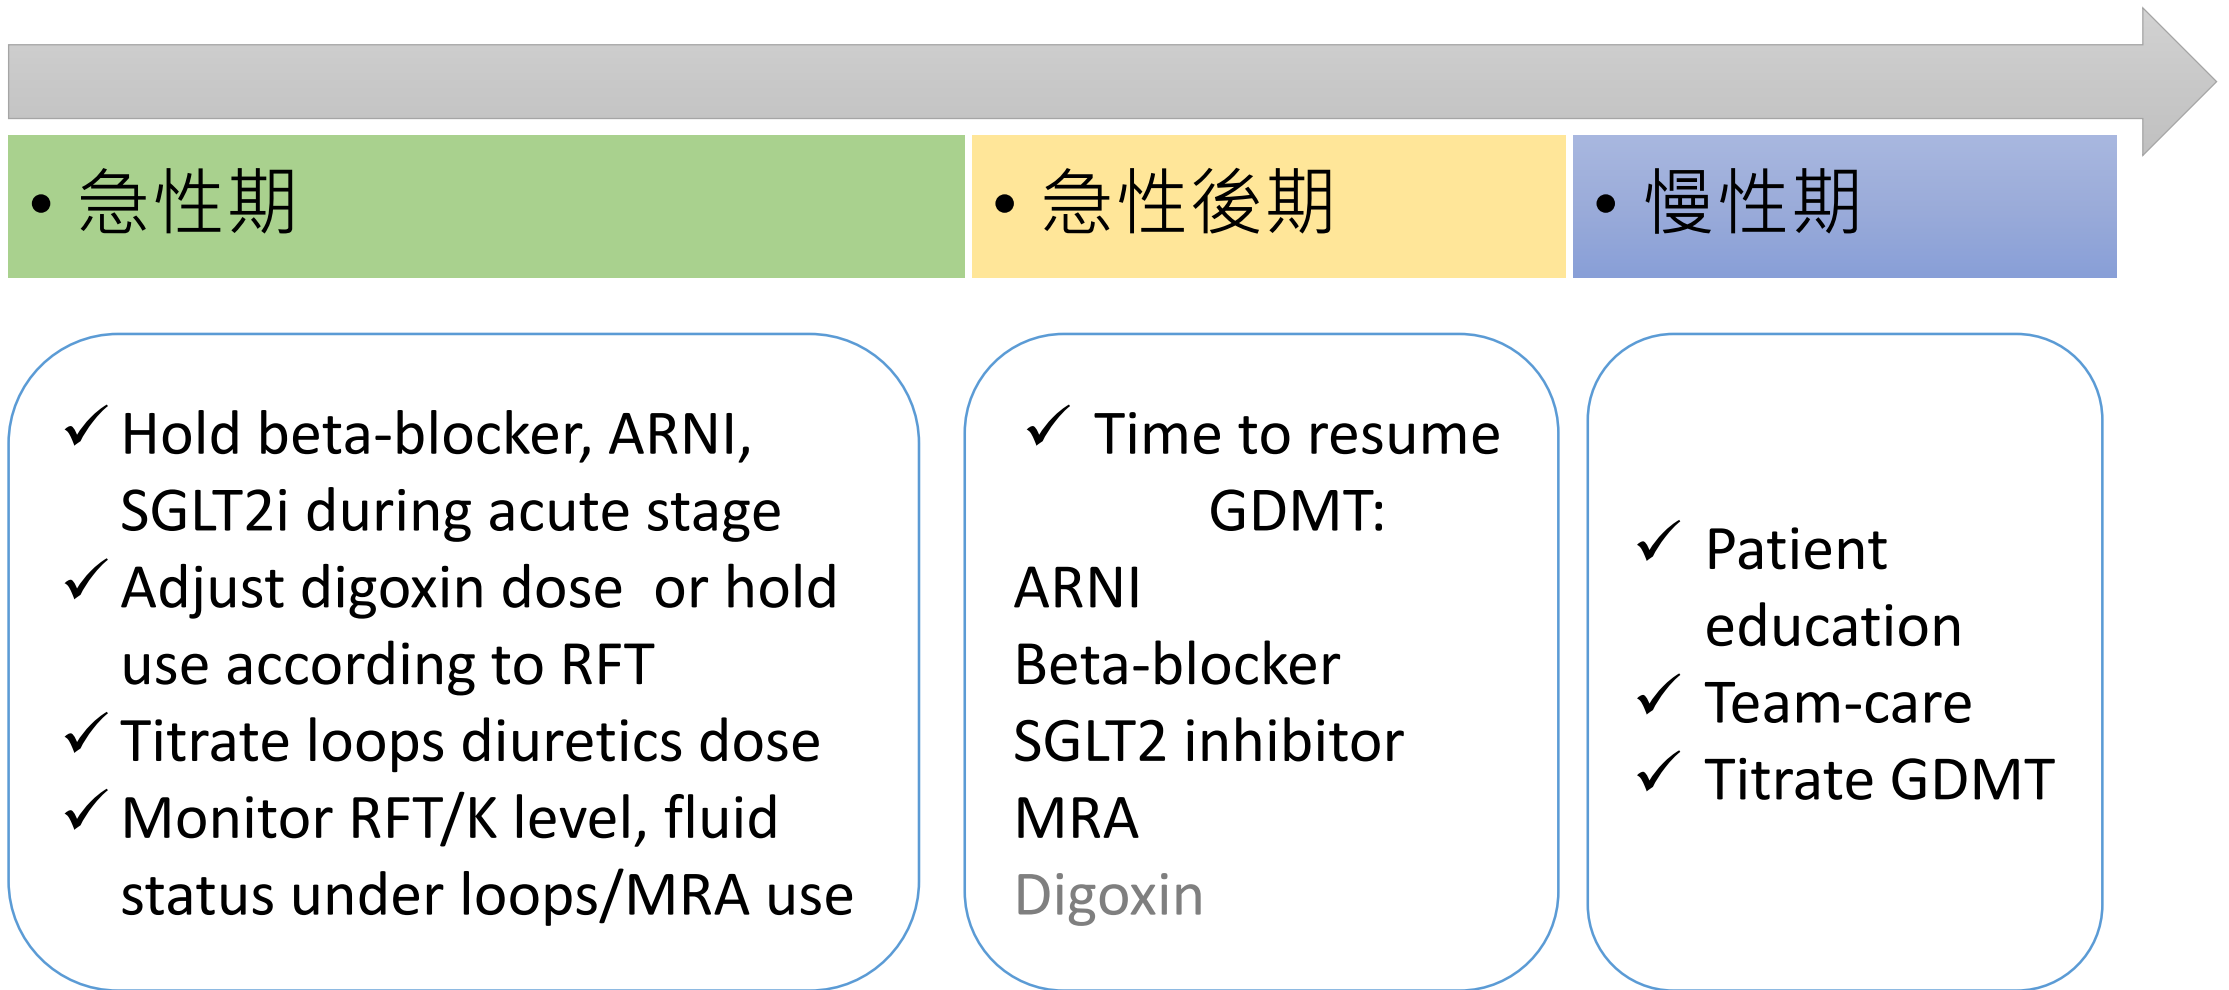 • 急性期
• 急性後期
• 慢性期
✓ Hold beta-blocker, ARNI,
SGLT2i during acute stage
✓ Adjust digoxin dose  or hold
use according to RFT
✓ Titrate loops diuretics dose
✓ Monitor RFT/K level, fluid
status under loops/MRA use
✓ Time to resume
GDMT:
ARNI
Beta-blocker
SGLT2 inhibitor
MRA
Digoxin
✓ Patient
education
✓ Team-care
✓ Titrate GDMT